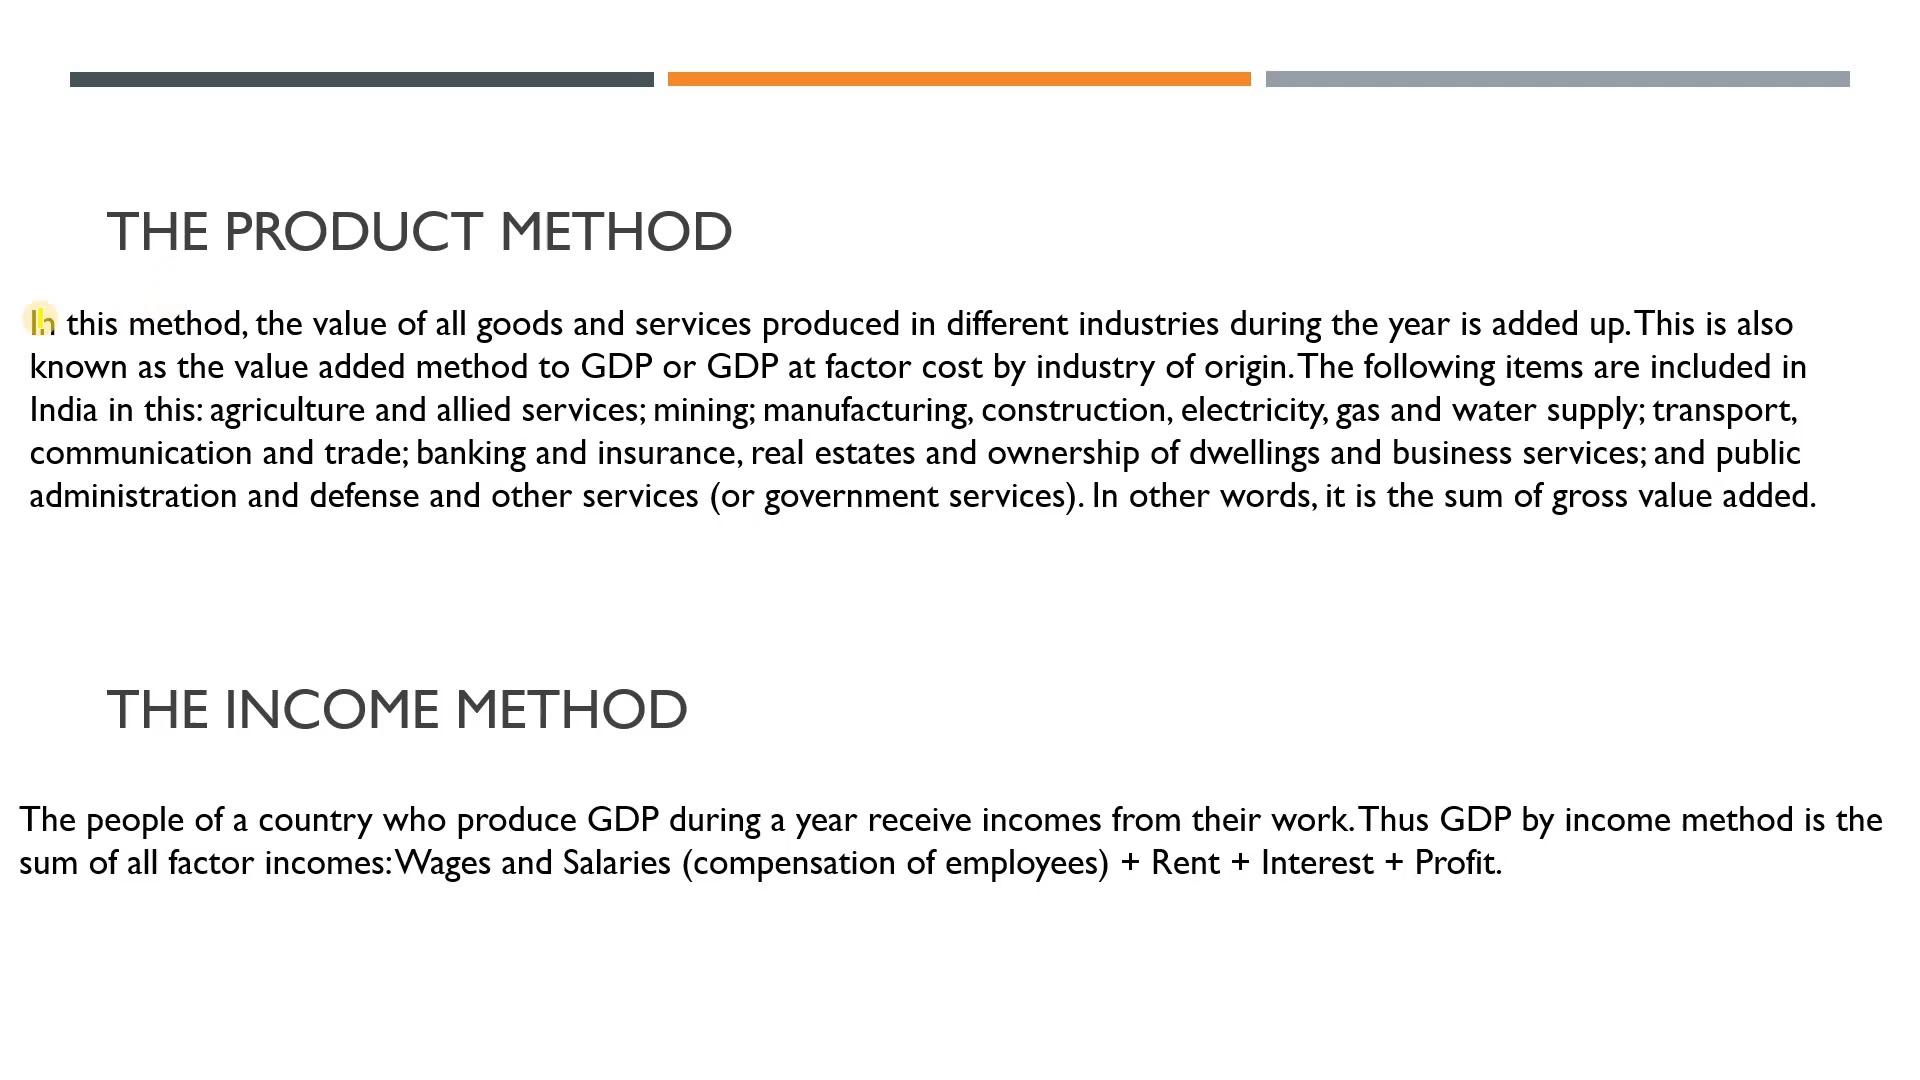 THE PRODUCT METHOD
In this method, the value of all goods and services produced in different industries during the year is added up. This is also
known as the value added method to GDP or GDP at factor cost by industry of origin. The following items are included in
India in this: agriculture and allied services; mining; manufacturing, construction, electricity, gas and water supply; transport,
communication and trade; banking and insurance, real estates and ownership of dwellings and business services; and public
administration and defense and other services (or government services). In other words, it is the sum of gross value added.
THE INCOME METHOD
The people of a country who produce GDP during a year receive incomes from their work. Thus GDP by income method is the
sum of all factor incomes: Wages and Salaries (compensation of employees) + Rent + Interest + Profit.